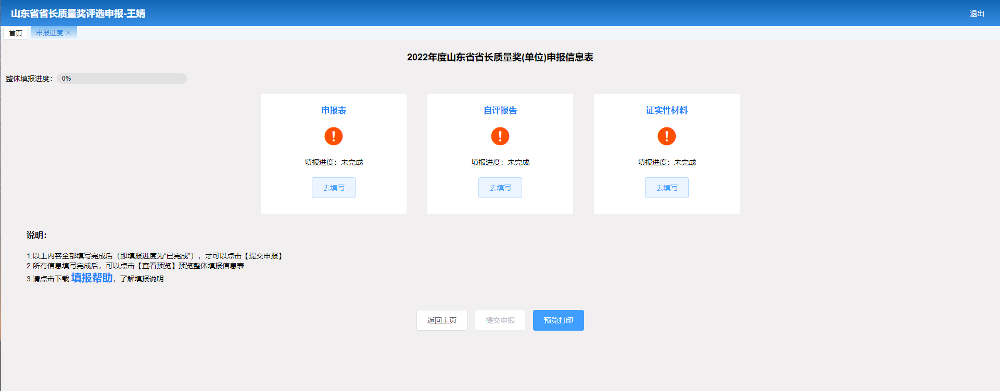 山东省省长质量奖评选申报-王婧
退出
首页
申报进度
2022年度山东省省长质量奖(单位)申报信息表
整体填报进度：
0%
申报表
自评报告
证实性材料
填报进度：未完成
填报进度：未完成
填报进度：未完成
去填写
去填写
去填写
说明：
1.以上内容全部填写完成后（即填报进度为“已完成”），才可以点击【提交申报】
2.所有信息填写完成后，可以点击【查看预览】预览整体填报信息表
3.请点击下载 填报帮助，了解填报说明
返回主页
提交申报
预览打印